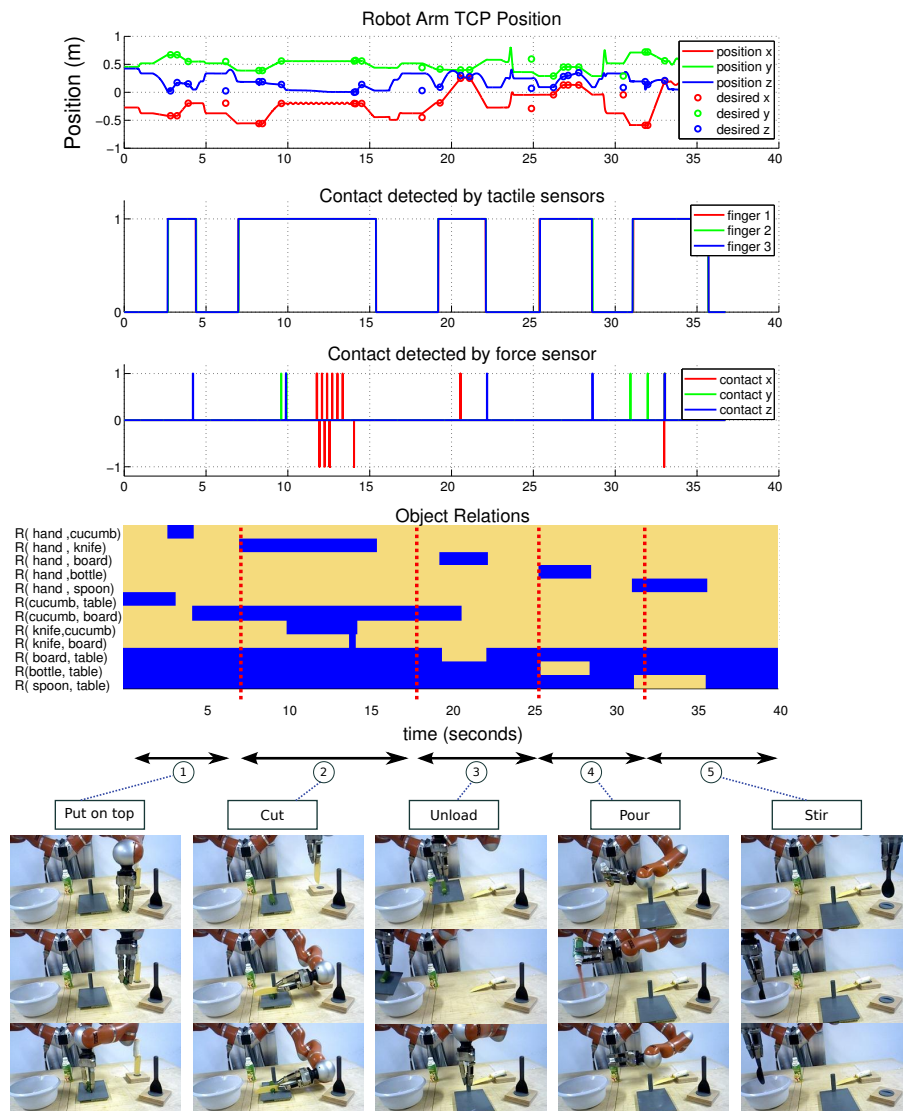 Robot Arm TCP Position
Position (m)
1
0.5
0
−0.5
−1
0 5 10 15 20 25 30 35 40
position x
position y
position z
desired x
desired y
desired z
Contact detected by tactile sensors
1
0
0 5 10 15 20 25 30 35 40
finger 1
finger 2
finger 3
Contact detected by force sensor
1
0
−1
0 5 10 15 20 25 30 35 40
contact x
contact y
contact z
Object Relations
R( hand ,cucumb)
R( hand , knife)
R( hand , board)
R( hand ,bottle)
R( hand , spoon)
R(cucumb, table)
R(cucumb, board)
R( knife,cucumb)
R( knife, board)
R( board, table)
R(bottle, table)
R( spoon, table)
5 10 15 20 25 30 35 40
time (seconds)
1 2 3 4 5
Put on top Cut Unload Pour Stir